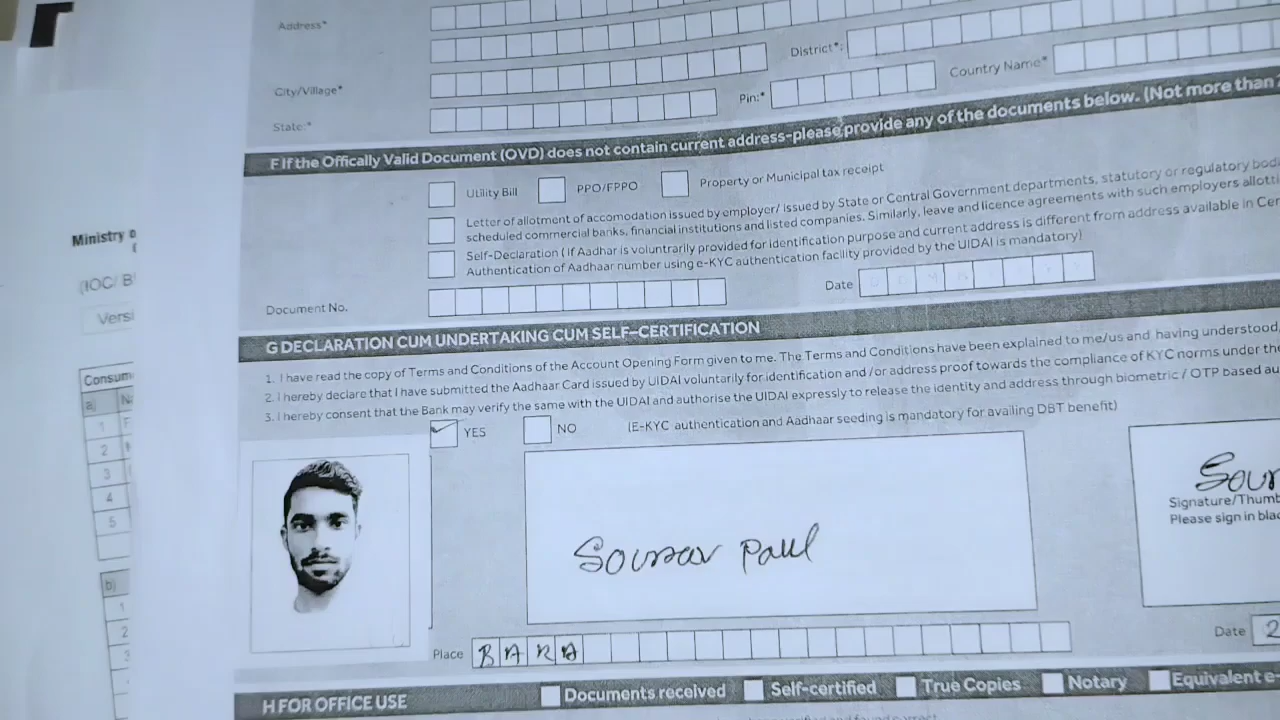 Address*
District*:
City/Village*
Pin:*
Country Name*
State:*
F If the Offically Valid Document (OVD) does not contain current address-please provide any of the documents below. (Not more than
Utility Bill
PPO/FPPO
Property or Municipal tax receipt
Letter of allotment of accomodation issued by employer/ issued by State or Central Government departments, statutory or regulatory
scheduled commercial banks, financial institutions and listed companies. Similarly, leave and licence agreements with such employers
Self-Declaration ( If Aadhar is voluntrarily provided for identification purpose and current address is different from address available in
Authentication of Aadhaar number using e-KYC authentication facility provided by the UIDAI is mandatory)
Document No.
Date
G DECLARATION CUM UNDERTAKING CUM SELF-CERTIFICATION
1. I have read the copy of Terms and Conditions of the Account Opening Form given to me. The Terms and Conditions have been explained to me/us and having understood,
2. I hereby declare that I have submitted the Aadhaar Card issued by UIDAI voluntarily for identification and /or address proof towards the compliance of KYC norms under
3. I hereby consent that the Bank may verify the same with the UIDAI and authorise the UIDAI expressly to release the identity and address through biometric / OTP based
YES
NO
(E-KYC authentication and Aadhaar seeding is mandatory for availing DBT benefit)
Sourav Paul
Signature/Thumb
Please sign in
Place BARA
Date 2
H FOR OFFICE USE
Documents received
Self-certified
True Copies
Notary
Equivalent
Ministry
(IOC/
a)
1
2
3
4
5
b)
1
2
3